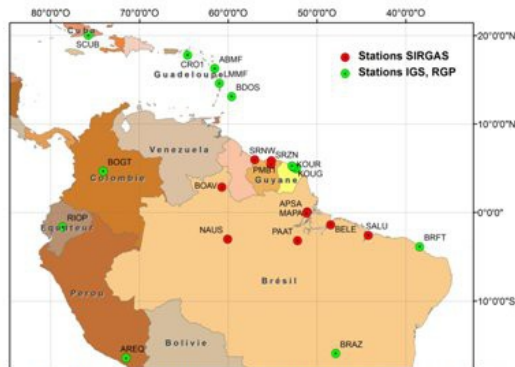 80°0'0"W 70°0'0"W 60°0'0"W 50°0'0"W 40°0'0"W
Cuba
SCUB
20°0'0"N
CRO1
ABMF
Guadeloupe
LMMF
BDOS
Stations SIRGAS
Stations IGS, RGP
10°0'0"N
Venezuela
SRNW
SRZN
BOGT
Colombie
PMB1
KOUR
KOUG
Guyane
BOAV
APSA
MAPA
0°0'0"
RIOP
Equateur
NAUS
PAAT
BELE
SALU
BRFT
Brésil
Perou
10°0'0"S
Bolivie
AREQ
BRAZ